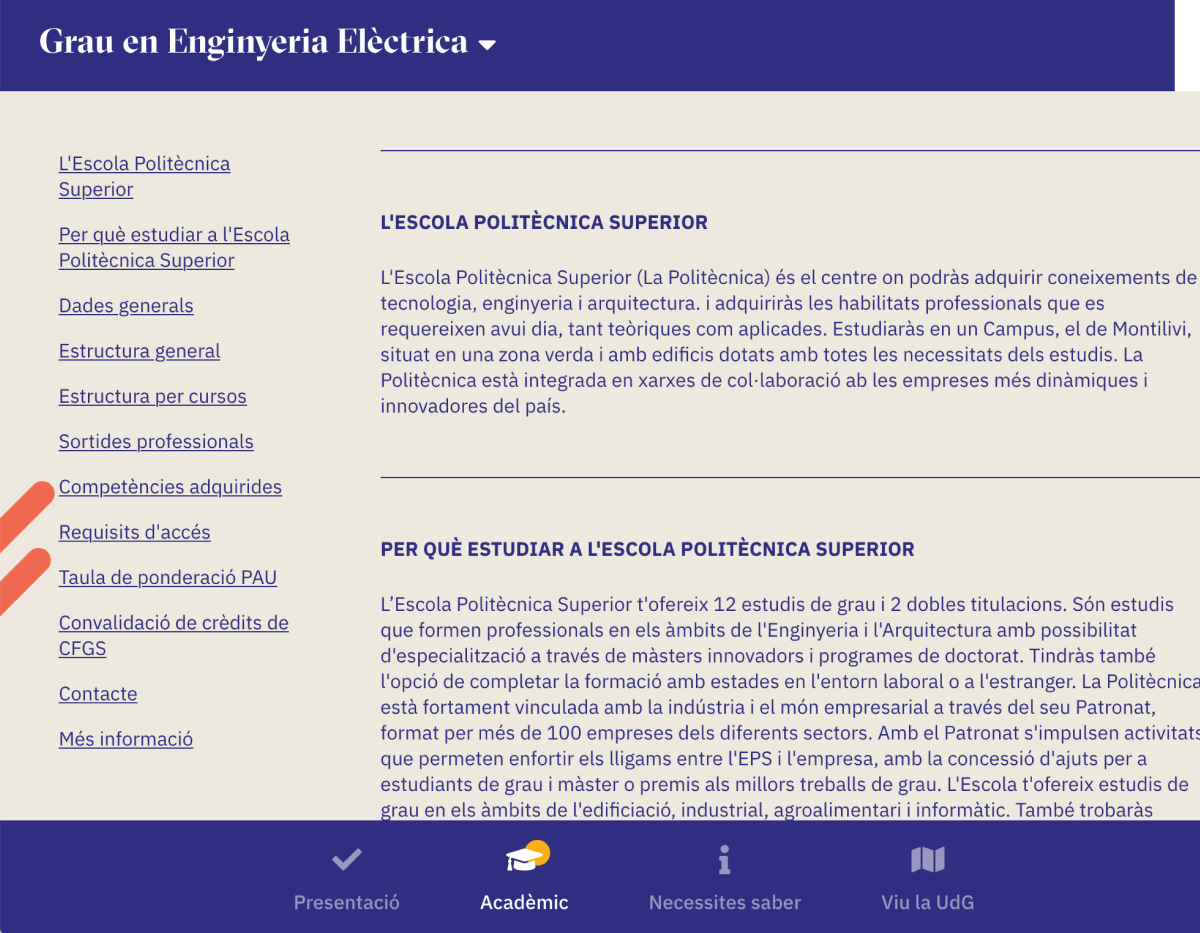 Grau en Enginyeria Elèctrica
L'Escola Politècnica
Superior
Per què estudiar a l'Escola
Politècnica Superior
Dades generals
Estructura general
Estructura per cursos
Sortides professionals
Competències adquirides
Requisits d'accés
Taula de ponderació PAU
Convalidació de crèdits de
CFGS
Contacte
Més informació
L'ESCOLA POLITÈCNICA SUPERIOR
L'Escola Politècnica Superior (La Politècnica) és el centre on podràs adquirir coneixements de
tecnologia, enginyeria i arquitectura. i adquiriràs les habilitats professionals que es
requereixen avui dia, tant teòriques com aplicades. Estudiaràs en un Campus, el de Montilivi,
situat en una zona verda i amb edificis dotats amb totes les necessitats dels estudis. La
Politècnica està integrada en xarxes de col·laboració ab les empreses més dinàmiques i
innovadores del país.
PER QUÈ ESTUDIAR A L'ESCOLA POLITÈCNICA SUPERIOR
L’Escola Politècnica Superior t'ofereix 12 estudis de grau i 2 dobles titulacions. Són estudis
que formen professionals en els àmbits de l'Enginyeria i l'Arquitectura amb possibilitat
d'especialització a través de màsters innovadors i programes de doctorat. Tindràs també
l'opció de completar la formació amb estades en l'entorn laboral o a l'estranger. La Politècnica
està fortament vinculada amb la indústria i el món empresarial a través del seu Patronat,
format per més de 100 empreses dels diferents sectors. Amb el Patronat s'impulsen activitats
que permeten enfortir els lligams entre l'EPS i l'empresa, amb la concessió d'ajuts per a
estudiants de grau i màster o premis als millors treballs de grau. L'Escola t'ofereix estudis de
grau en els àmbits de l'edificiació, industrial, agroalimentari i informàtic. També trobaràs
Presentació
Acadèmic
Necessites saber
Viu la UdG